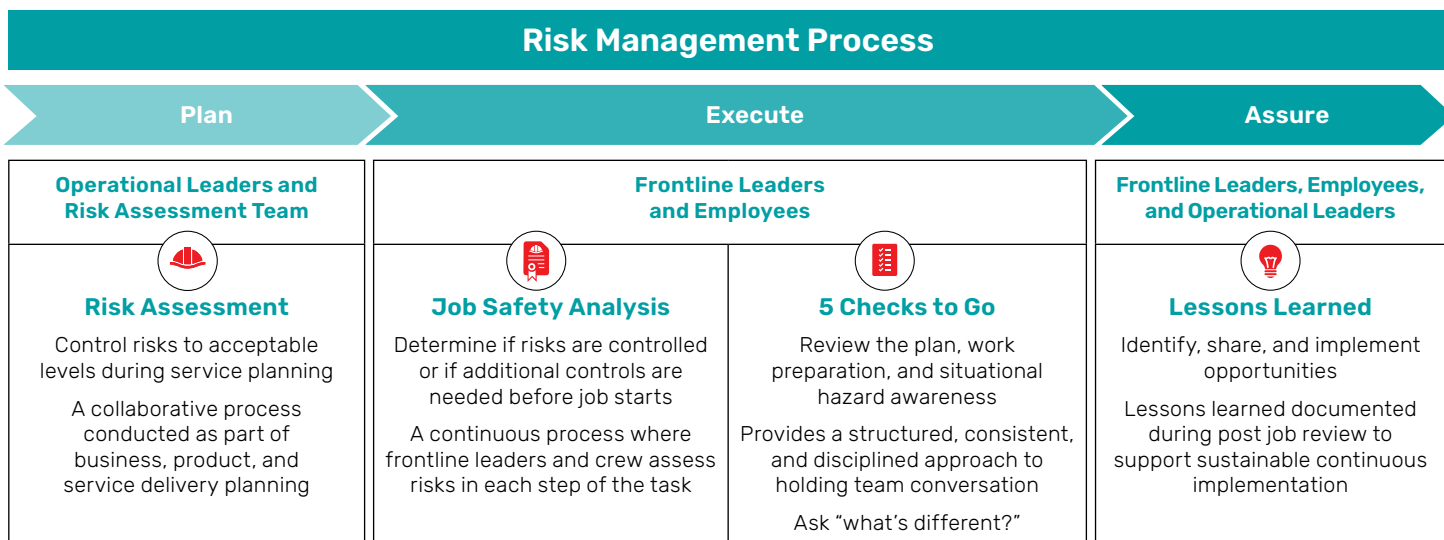 Risk Management Process
Plan
Execute
Assure
Operational Leaders and
Risk Assessment Team
Frontline Leaders
and Employees
Frontline Leaders, Employees,
and Operational Leaders
Risk Assessment
Control risks to acceptable
levels during service planning
A collaborative process
conducted as part of
business, product, and
service delivery planning
Job Safety Analysis
Determine if risks are controlled
or if additional controls are
needed before job starts
A continuous process where
frontline leaders and crew assess
risks in each step of the task
5 Checks to Go
Review the plan, work
preparation, and situational
hazard awareness
Provides a structured, consistent,
and disciplined approach to
holding team conversation
Ask “what’s different?”
Lessons Learned
Identify, share, and implement
opportunities
Lessons learned documented
during post job review to
support sustainable continuous
implementation